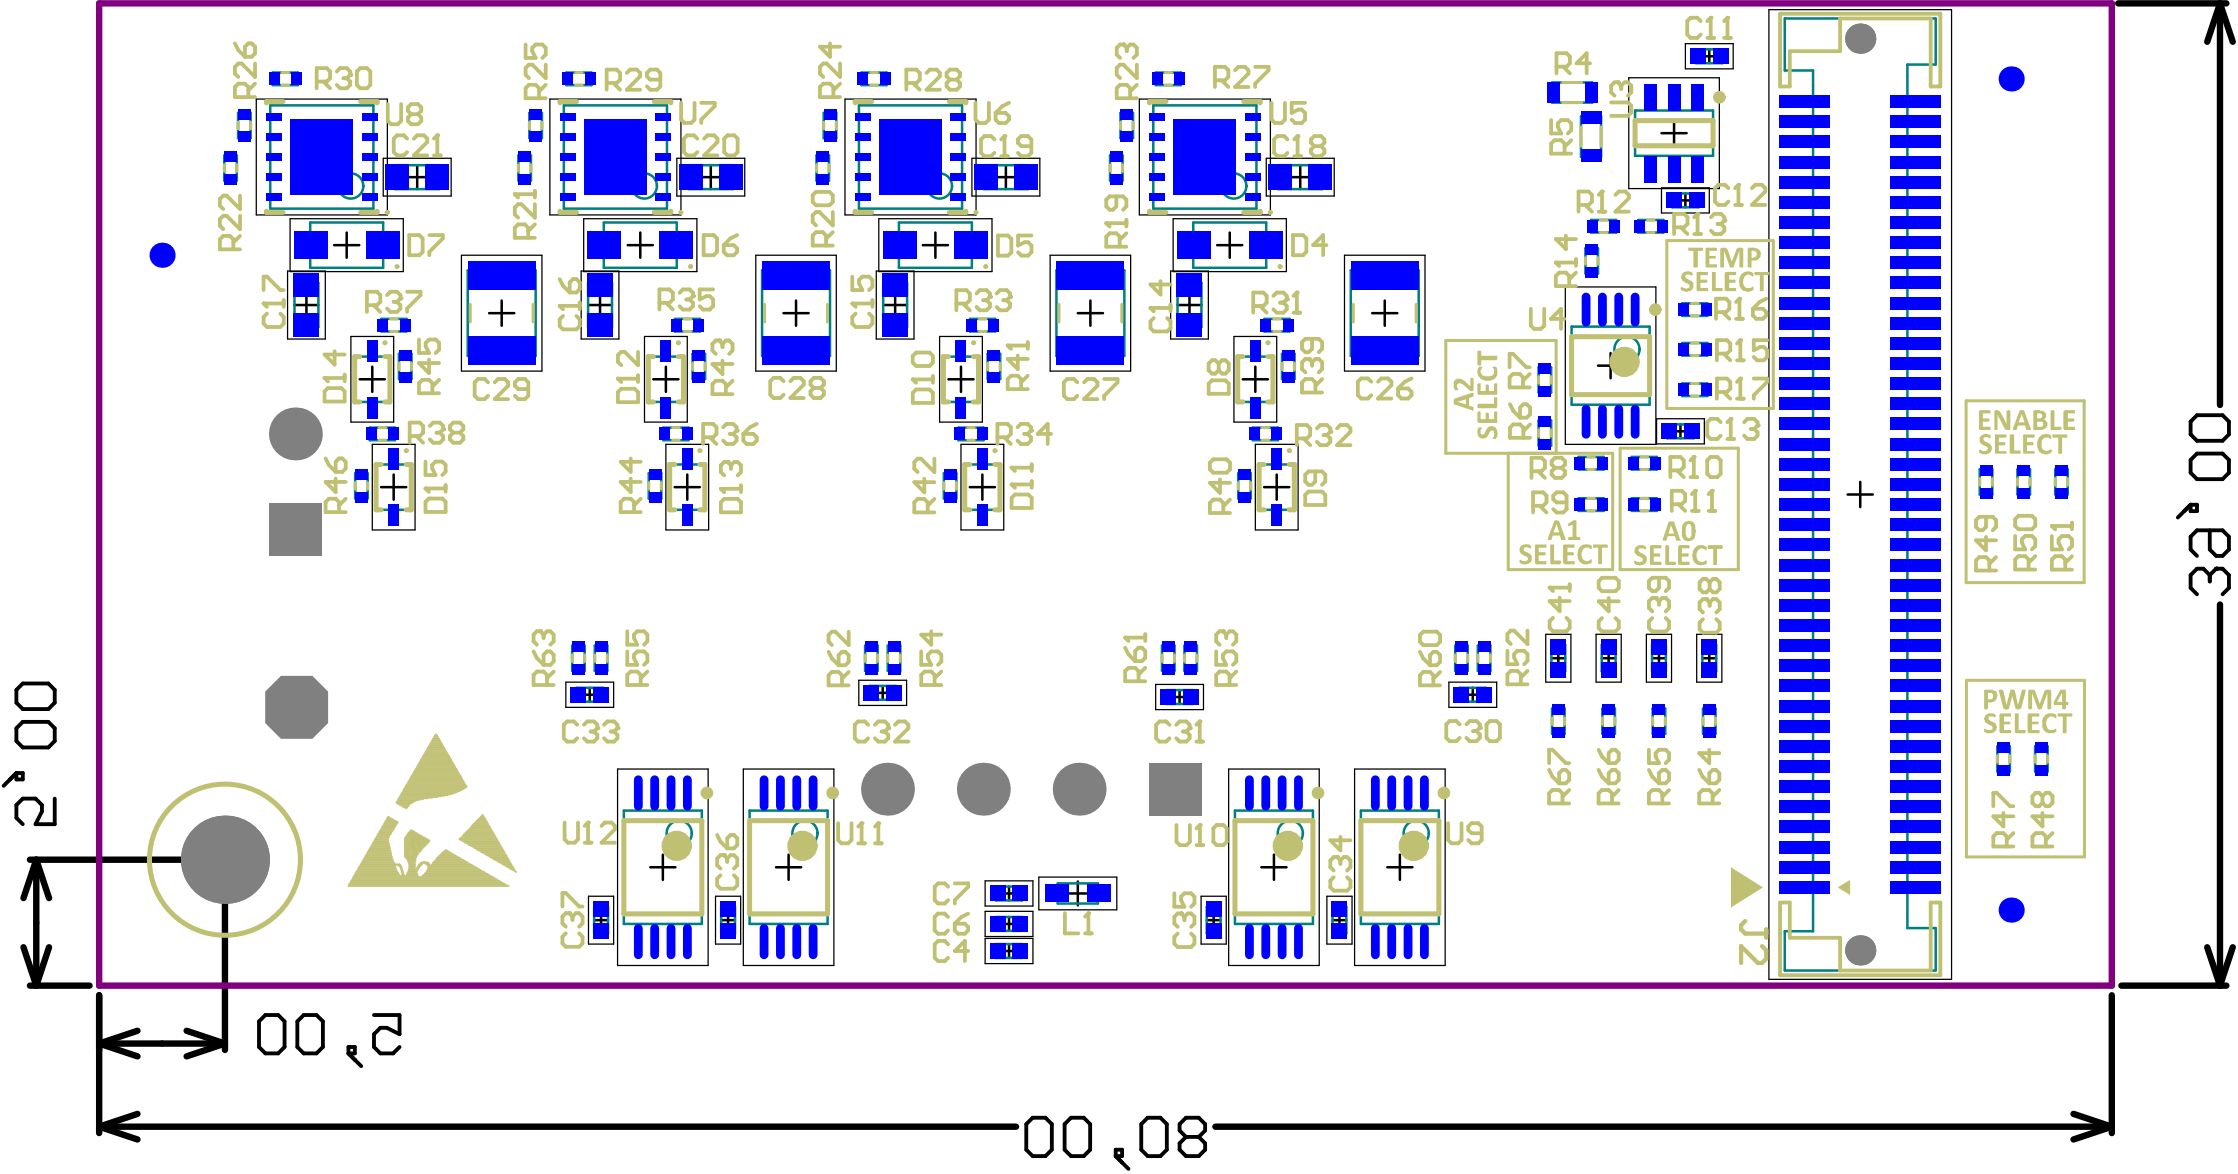 R26
R30
U8
C21
R22
D7
C17
R37
D14
R45
C29
R38
R46
D15
R25
R29
U7
C20
R21
D6
C16
R35
D12
R43
C28
R36
R44
D13
R24
R28
U6
C19
R20
D5
C15
R33
D10
R41
C27
R34
R42
D11
R23
R27
U5
C18
R19
D4
C14
R31
D8
R39
C26
R32
R40
D9
C11
R4
U3
R5
C12
R12
R13
R14
TEMP
SELECT
R16
R15
R17
U4
A2
SELECT
R7
R6
C13
R8
R9
A1
SELECT
R10
R11
A0
SELECT
ENABLE
SELECT
R49
R50
R51
39,00
C41
C40
C39
C38
R67
R66
R65
R64
PWM4
SELECT
R47
R48
R63
R55
C33
R62
R54
C32
R61
R53
C31
R60
R52
C30
U12
U11
C37
C36
C7
C6
C4
L1
U10
U9
C35
C34
J2
5,00
5,00
80,00